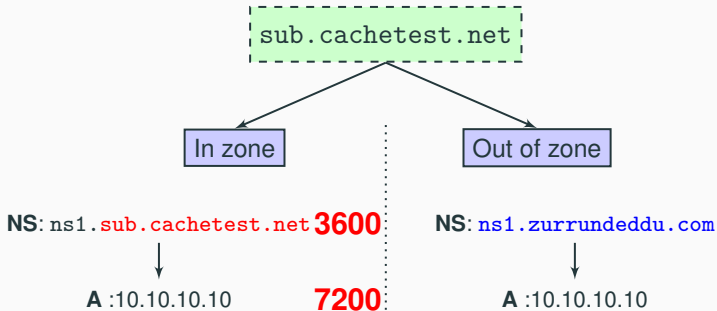 sub.cachetest.net
In zone
Out of zone
NS: ns1.sub.cachetest.net 3600
NS: ns1.zurrundeddu.com
A :10.10.10.10 7200
A :10.10.10.10